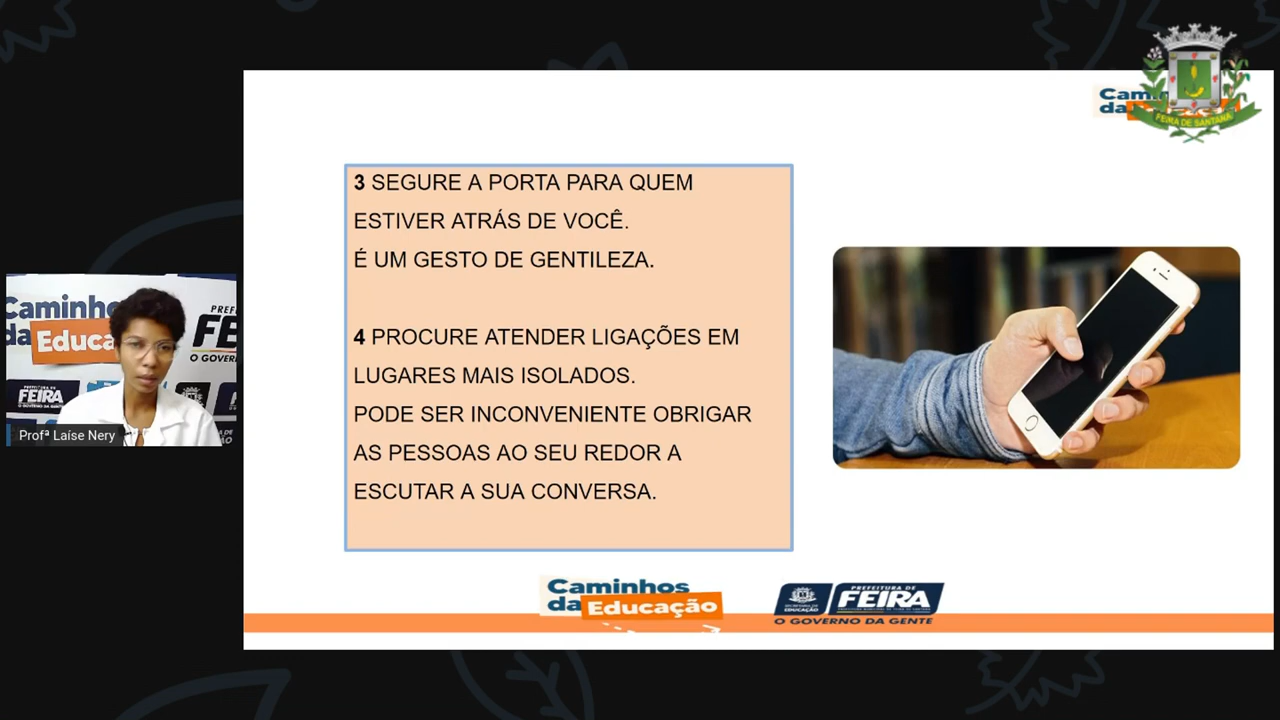 Caminhos
da Educação
PREFEITURA DE
FEIRA
O GOVERNO DA GENTE
Profª Laíse Nery
FEIRA DE SANTANA
3 SEGURE A PORTA PARA QUEM
ESTIVER ATRÁS DE VOCÊ.
É UM GESTO DE GENTILEZA.
4 PROCURE ATENDER LIGAÇÕES EM
LUGARES MAIS ISOLADOS.
PODE SER INCONVENIENTE OBRIGAR
AS PESSOAS AO SEU REDOR A
ESCUTAR A SUA CONVERSA.